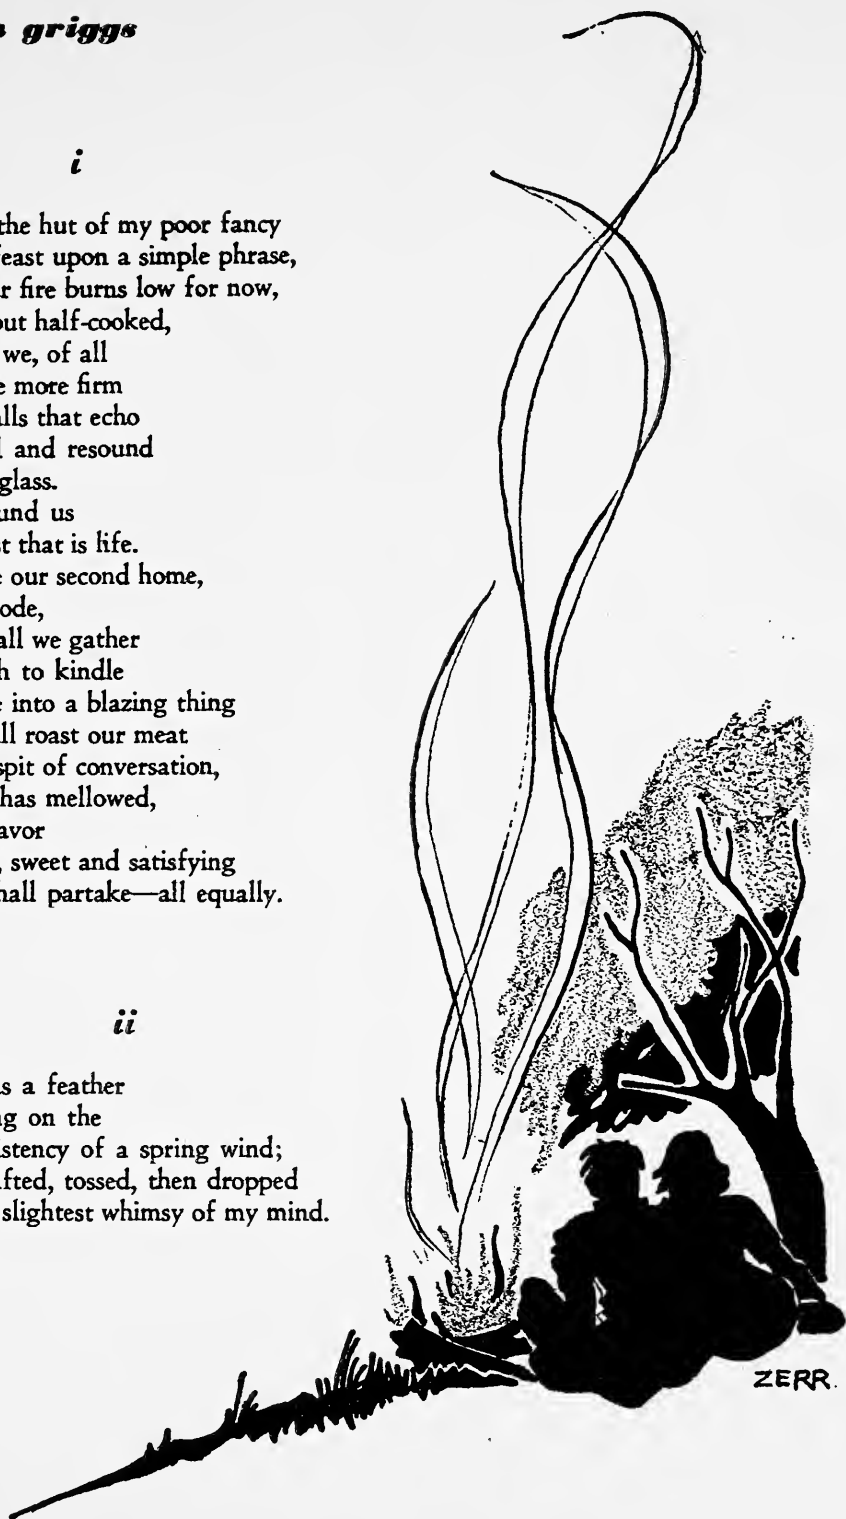 griggs
i
the hut of my poor fancy
east upon a simple phrase,
r fire burns low for now,
out half-cooked,
we, of all
e more firm
lls that echo
l and resound
glass.
und us
t that is life.
e our second home,
ode,
all we gather
h to kindle
e into a blazing thing
ll roast our meat
spit of conversation,
has mellowed,
avor
, sweet and satisfying
hall partake—all equally.
ii
s a feather
ng on the
istency of a spring wind;
fted, tossed, then dropped
slightest whimsy of my mind.
ZERR.